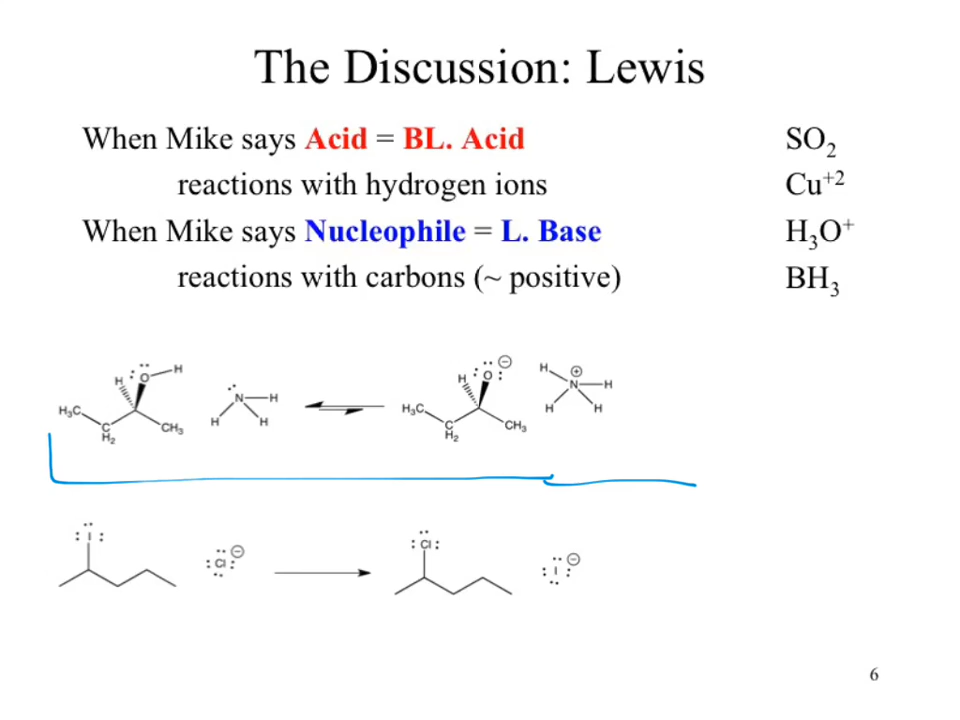 The Discussion: Lewis
When Mike says Acid = BL. Acid
reactions with hydrogen ions
When Mike says Nucleophile = L. Base
reactions with carbons (~ positive)
SO₂
Cu⁺²
H₃O⁺
BH₃
H O H
H₃C C H₂ CH₃
N H
H H
H O ⊖
H₃C C H₂ CH₃
H N ⊕ H
H H
I
Cl ⊖
Cl
I ⊖
6